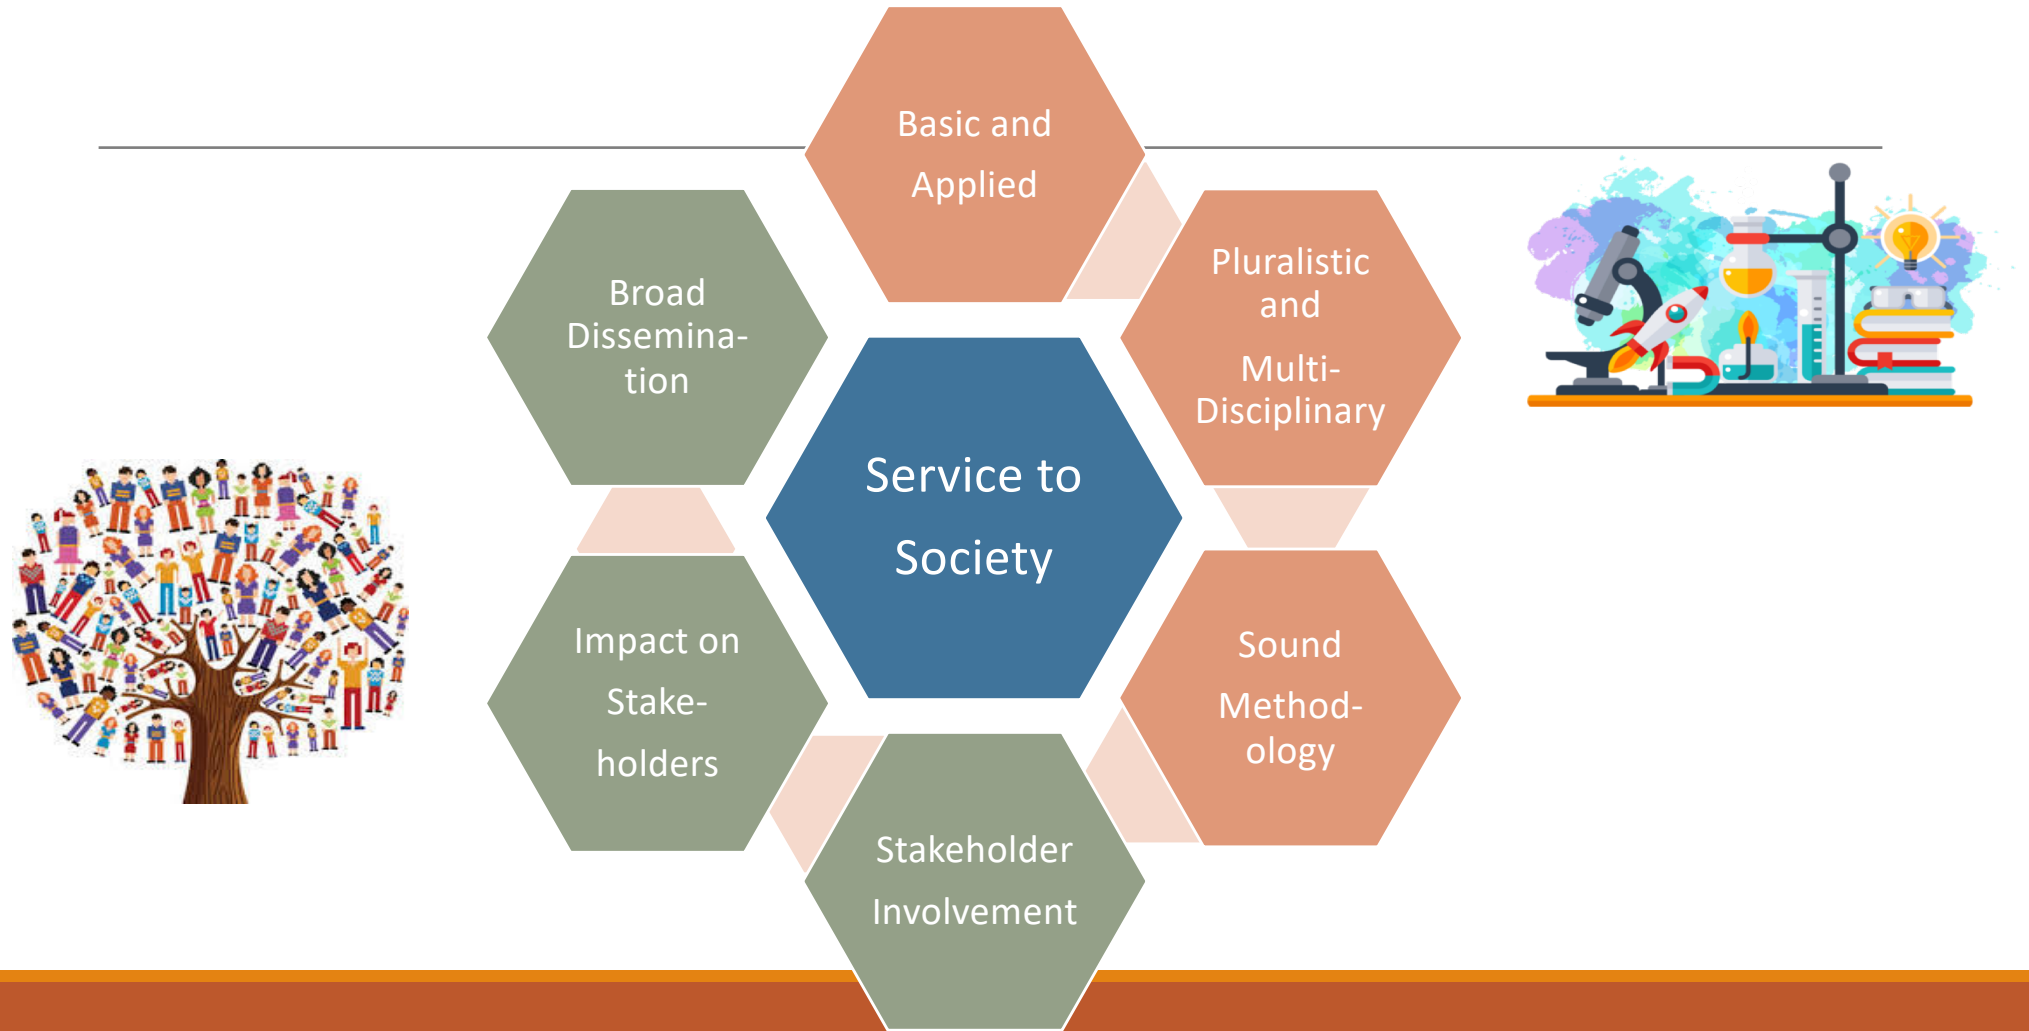 Basic and
Applied
Pluralistic
and
Multi-
Disciplinary
Sound
Method-
ology
Stakeholder
Involvement
Impact on
Stake-
holders
Broad
Dissemina-
tion
Service to
Society